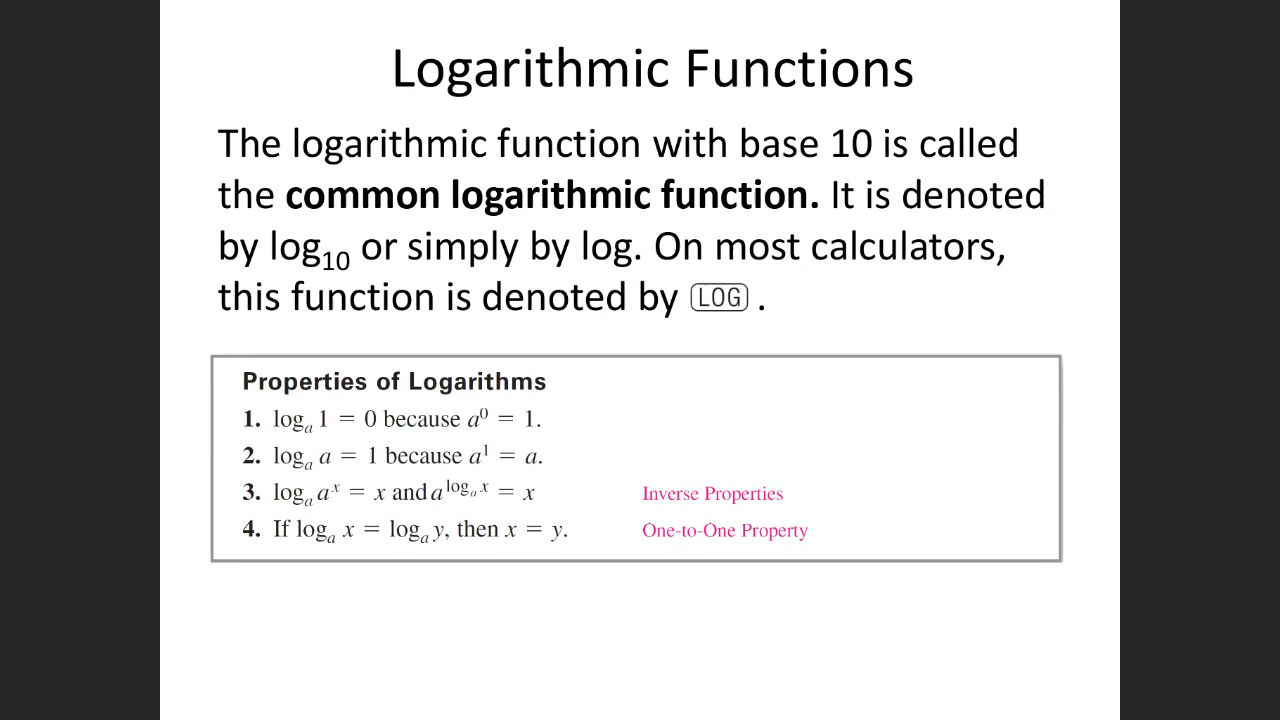 Logarithmic Functions
The logarithmic function with base 10 is called
the common logarithmic function. It is denoted
by log₁₀ or simply by log. On most calculators,
this function is denoted by LOG .
Properties of Logarithms
1. logₐ 1 = 0 because a⁰ = 1.
2. logₐ a = 1 because a¹ = a.
3. logₐ aˣ = x and a^(logₐ x) = x Inverse Properties
4. If logₐ x = logₐ y, then x = y. One-to-One Property